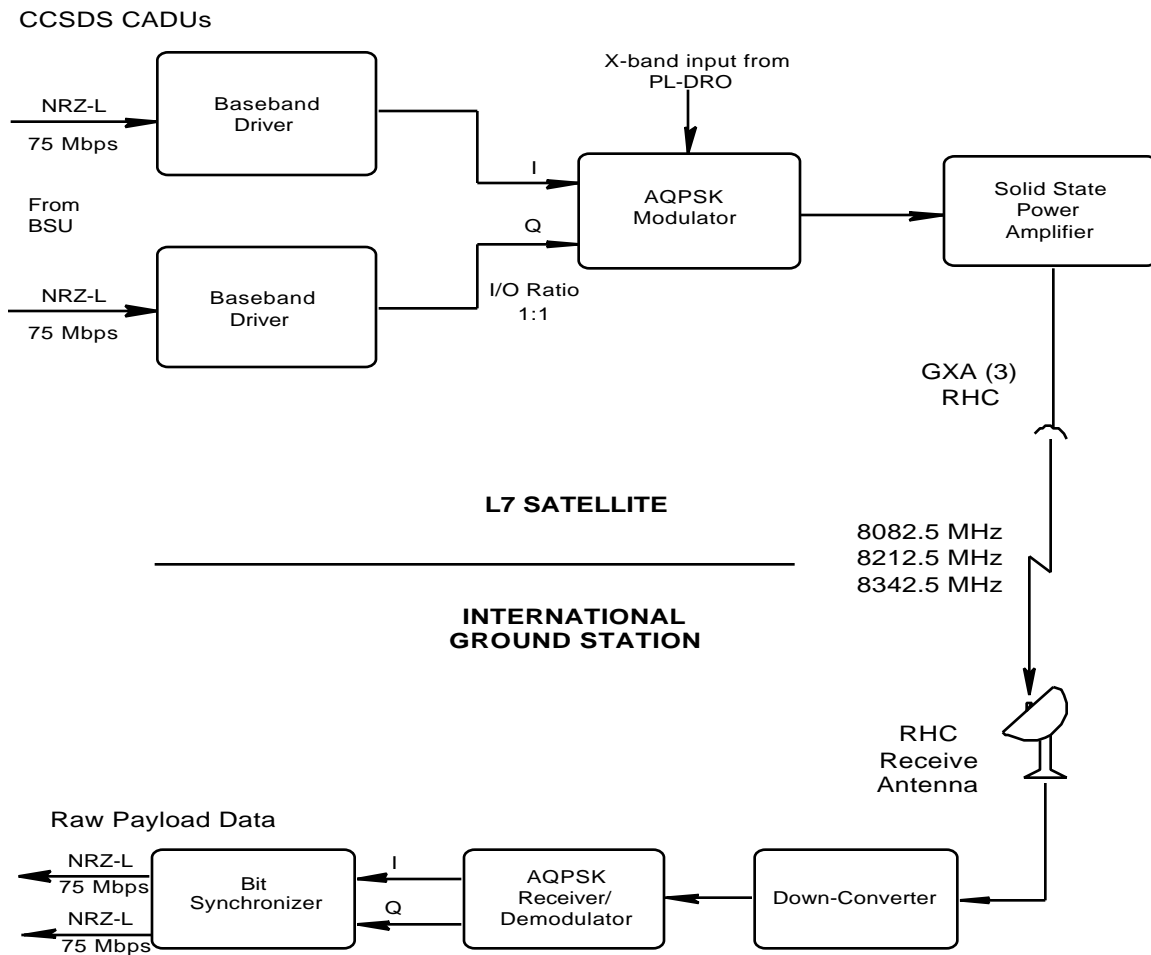 CCSDS CADUs
NRZ-L
75 Mbps
Baseband
Driver
X-band input from
PL-DRO
From
BSU
I
Q
I/O Ratio
1:1
AQPSK
Modulator
Solid State
Power
Amplifier
NRZ-L
75 Mbps
Baseband
Driver
GXA (3)
RHC
L7 SATELLITE
8082.5 MHz
8212.5 MHz
8342.5 MHz
INTERNATIONAL
GROUND STATION
RHC
Receive
Antenna
Raw Payload Data
NRZ-L
75 Mbps
NRZ-L
75 Mbps
Bit
Synchronizer
I
Q
AQPSK
Receiver/
Demodulator
Down-Converter